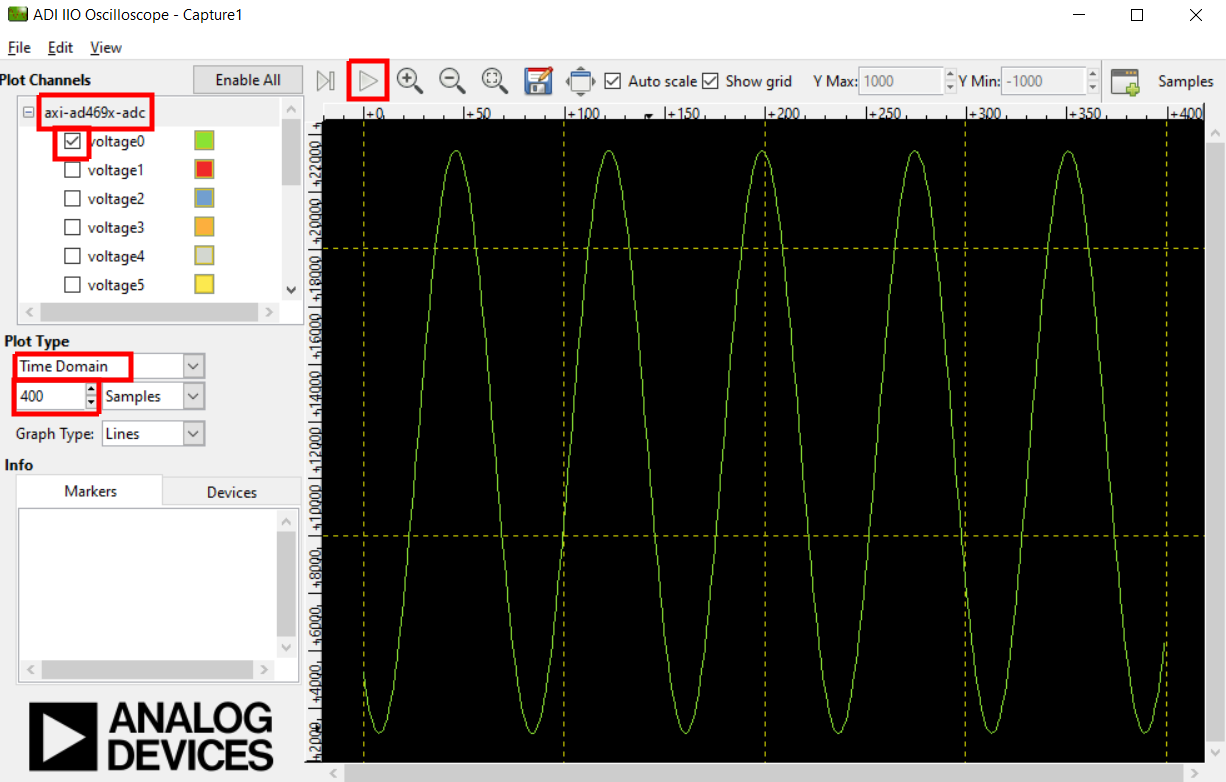 ADI IIO Oscilloscope - Capture1
File Edit View
Plot Channels Enable All Auto scale Show grid Y Max: 1000 Y Min: -1000 Samples
axi-ad469x-adc
voltage0
voltage1
voltage2
voltage3
voltage4
voltage5
Plot Type
Time Domain
400 Samples
Graph Type: Lines
Info
Markers Devices
ANALOG
DEVICES
+0 +50 +100 +150 +200 +250 +300 +350 +400
+22000
+20000
+18000
+16000
+14000
+12000
+10000
+8000
+6000
+4000
+2000